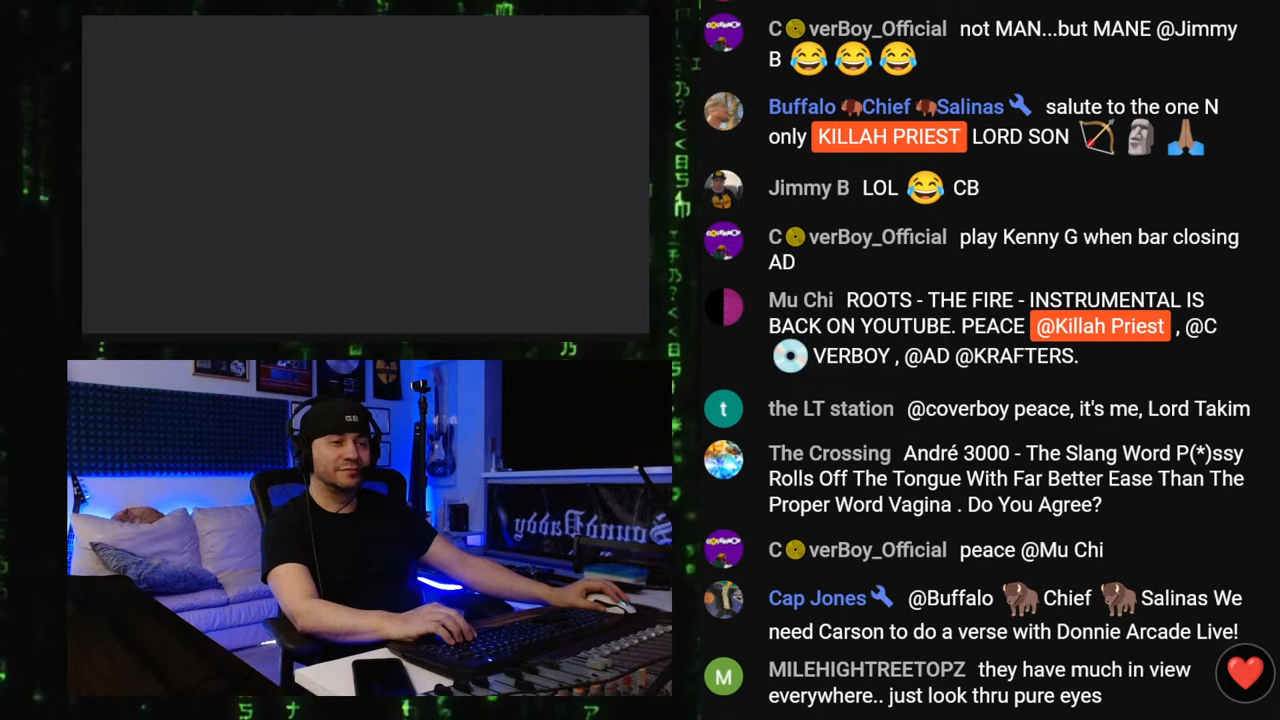 C verBoy_Official not MAN...but MANE @Jimmy
B 😂 😂 😂
Buffalo 🦬Chief 🦬Salinas salute to the one N
only KILLAH PRIEST LORD SON 🏹 🗿 🙏🏽
Jimmy B LOL 😂 CB
C verBoy_Official play Kenny G when bar closing
AD
Mu Chi ROOTS - THE FIRE - INSTRUMENTAL IS
BACK ON YOUTUBE. PEACE @Killah Priest , @C
💿 VERBOY , @AD @KRAFTERS.
t the LT station @coverboy peace, it's me, Lord Takim
The Crossing André 3000 - The Slang Word P(*)ssy
Rolls Off The Tongue With Far Better Ease Than The
Proper Word Vagina . Do You Agree?
C verBoy_Official peace @Mu Chi
Cap Jones @Buffalo 🦬 Chief 🦬 Salinas We
need Carson to do a verse with Donnie Arcade Live!
M MILEHIGHTREETOPZ they have much in view
everywhere.. just look thru pure eyes
SoundDaddy